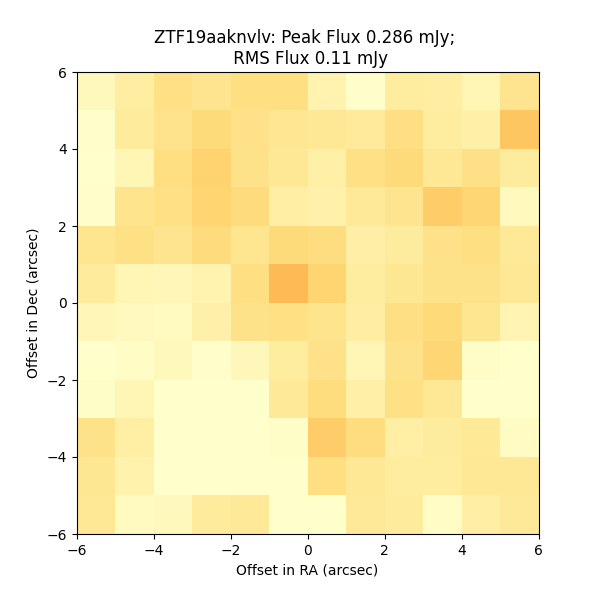 ZTF19aaknvlv: Peak Flux 0.286 mJy;
RMS Flux 0.11 mJy
6
4
2
0
−2
−4
−6
Offset in Dec (arcsec)
−6 −4 −2 0 2 4 6
Offset in RA (arcsec)